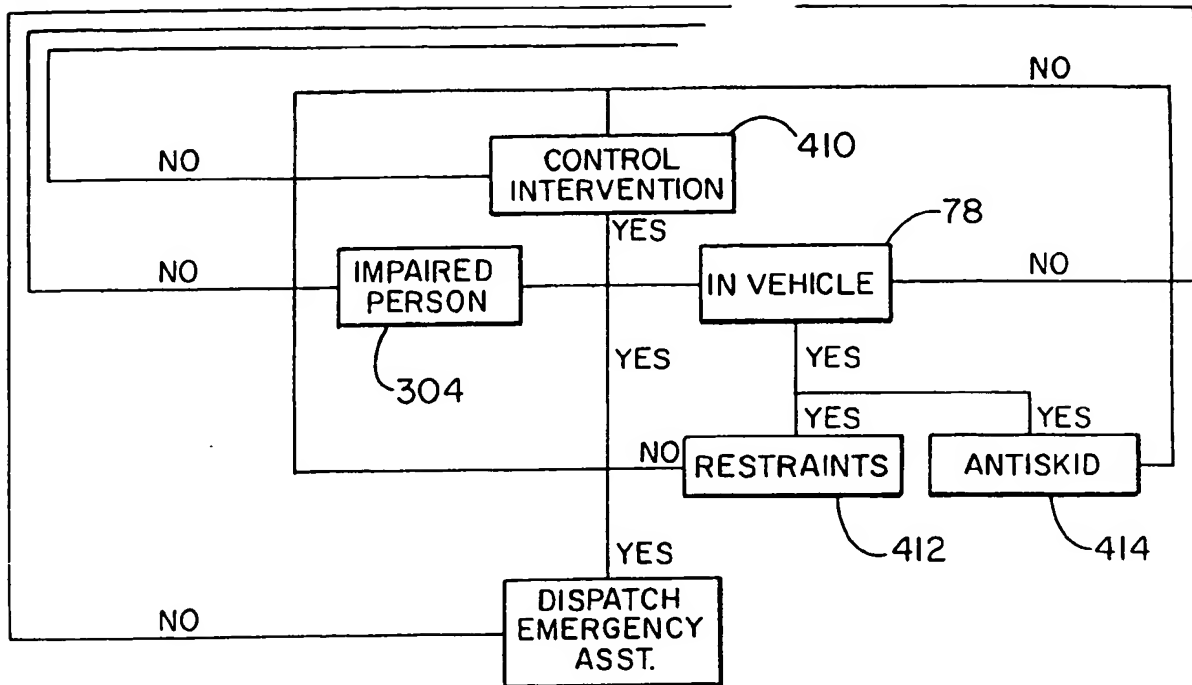 NO
410
NO
CONTROL
INTERVENTION
YES
78
NO
IMPAIRED
PERSON
IN VEHICLE
NO
304
YES
YES
YES
YES
NO
RESTRAINTS
ANTISKID
412
414
YES
NO
DISPATCH
EMERGENCY
ASST.